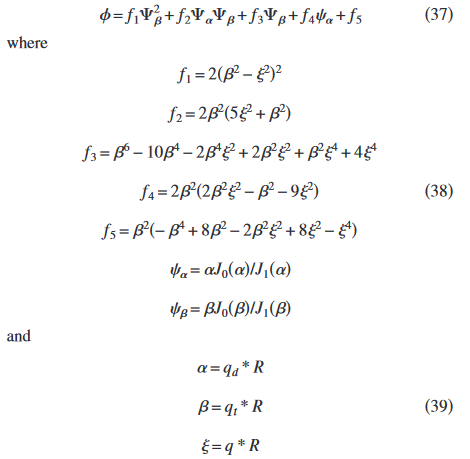 ϕ = f₁Ψ²_β + f₂Ψ_αΨ_β + f₃Ψ_β + f₄ψ_α + f₅ (37)
where
f₁ = 2(β² − ξ²)²
f₂ = 2β²(5ξ² + β²)
f₃ = β⁶ − 10β⁴ − 2β⁴ξ² + 2β²ξ² + β²ξ⁴ + 4ξ⁴
f₄ = 2β²(2β²ξ² − β² − 9ξ²) (38)
f₅ = β²(− β⁴ + 8β² − 2β²ξ² + 8ξ² − ξ⁴)
ψ_α = αJ₀(α)/J₁(α)
ψ_β = βJ₀(β)/J₁(β)
and
α = q_d * R
β = q_t * R (39)
ξ = q * R